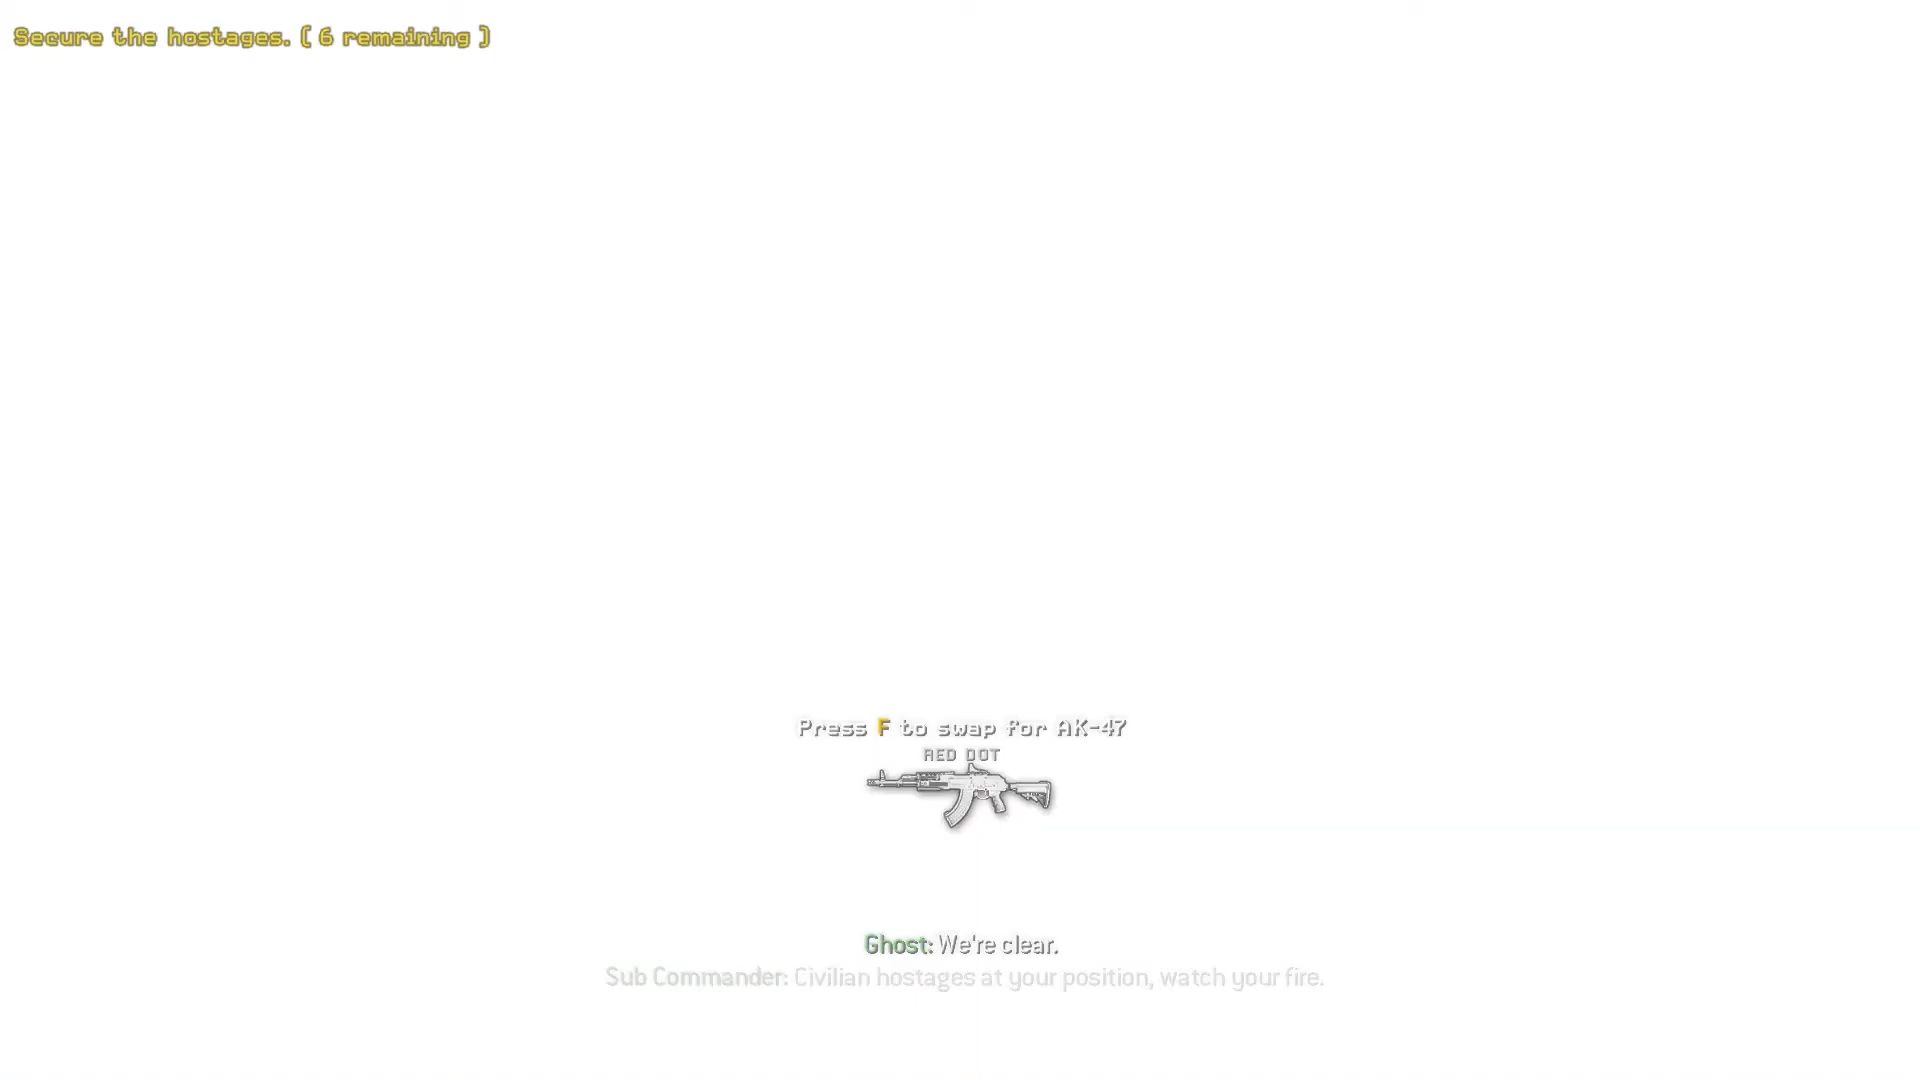 Secure the hostages. ( 6 remaining )
Press F to swap for AK-47
RED DOT
Ghost: We're clear.
Sub Commander: Civilian hostages at your position, watch your fire.